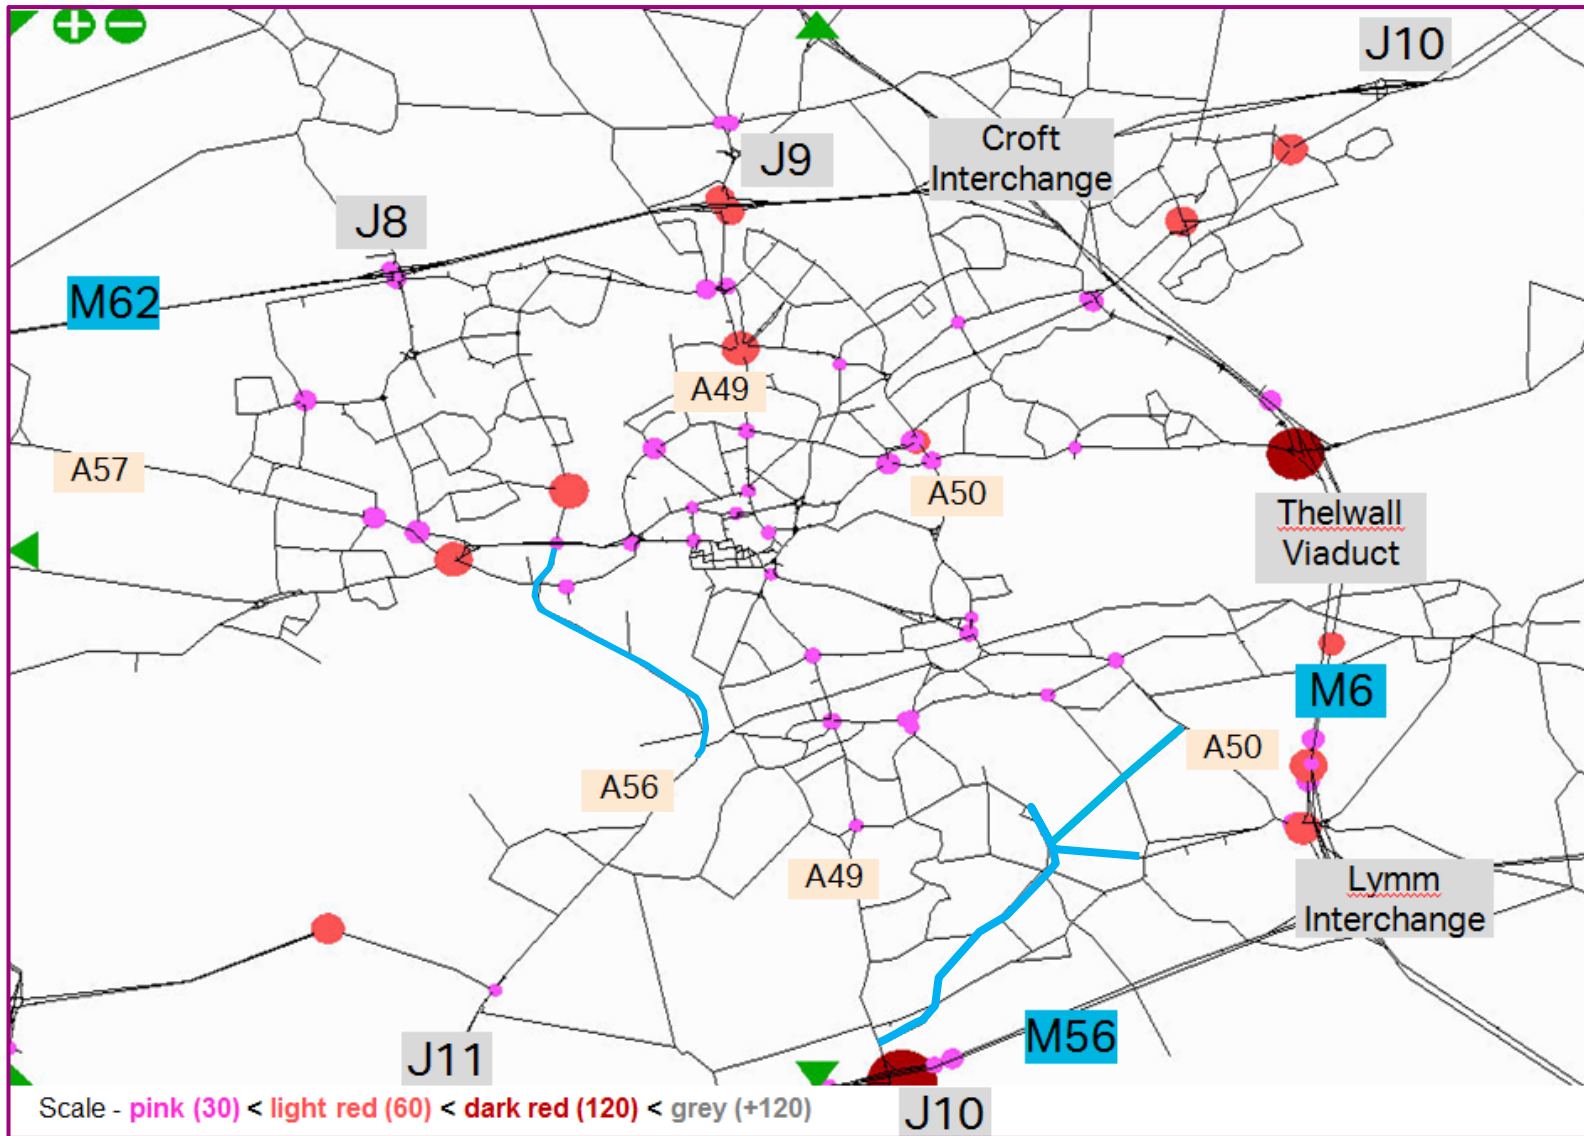 J10
Croft
Interchange
J9
J8
M62
A49
A57
A50
Thelwall
Viaduct
M6
A50
A56
A49
Lymm
Interchange
M56
J11
J10
Scale - pink (30) < light red (60) < dark red (120) < grey (+120)